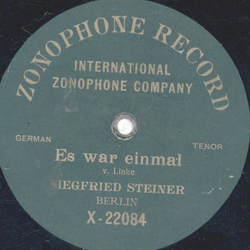 ZONOPHONE RECORD
INTERNATIONAL
ZONOPHONE COMPANY
GERMAN
TENOR
Es war einmal
v. Linke
SIEGFRIED STEINER
BERLIN
X-22084